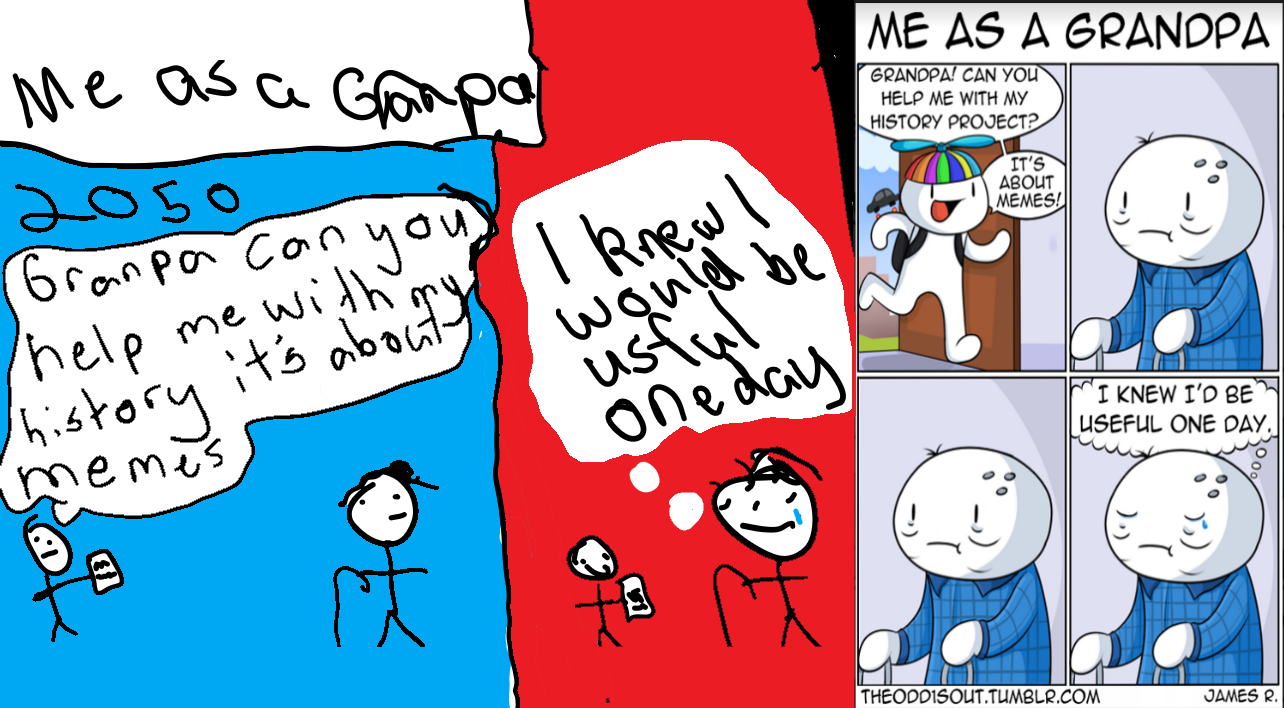 Me as a Granpa
2050
Granpa can you
help me with my
history it's about
memes
I knew I
would be
usful
one day
ME AS A GRANDPA
GRANDPA! CAN YOU
HELP ME WITH MY
HISTORY PROJECT?
IT'S
ABOUT
MEMES!
I KNEW I'D BE
USEFUL ONE DAY.
THEODD1SOUT.TUMBLR.COM
JAMES R.